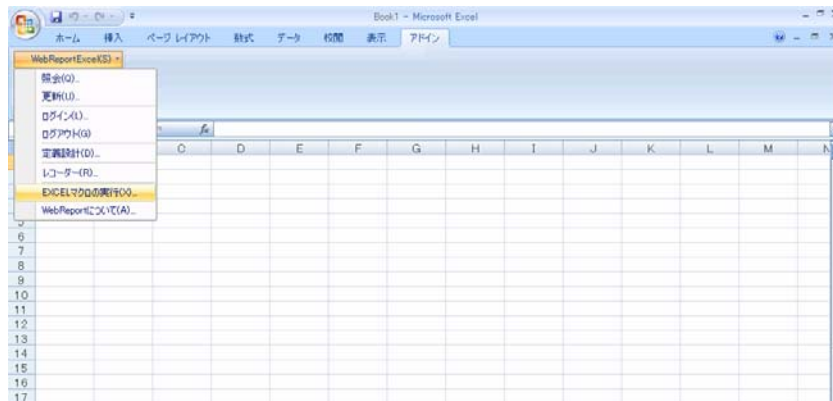 Book1 - Microsoft Excel
ホーム 挿入 ページ レイアウト 数式 データ 校閲 表示 アドイン
WebReportExcel(S)
照会(Q)...
更新(U)...
ログイン(L)...
ログアウト(G)
定義設計(D)...
レコーダー(R)...
EXCELマクロの実行(X)...
WebReportについて(A)...
fx
C D E F G H I J K L M N
5
6
7
8
9
10
11
12
13
14
15
16
17